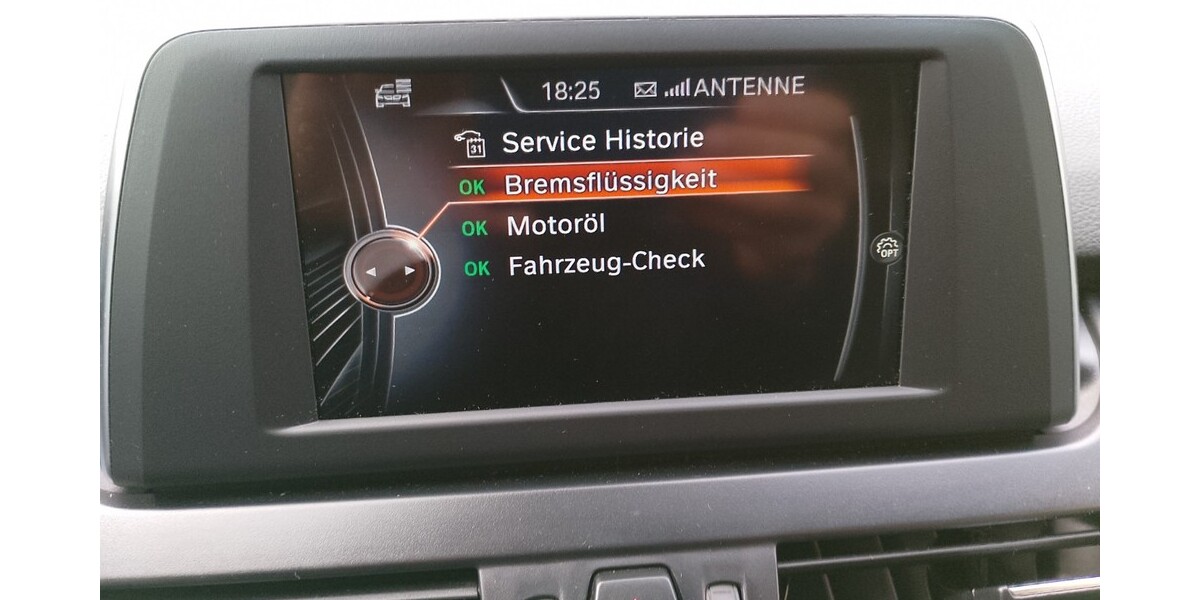 18:25 ANTENNE
31 Service Historie
OK Bremsflüssigkeit
OK Motoröl
OK Fahrzeug-Check
OPT